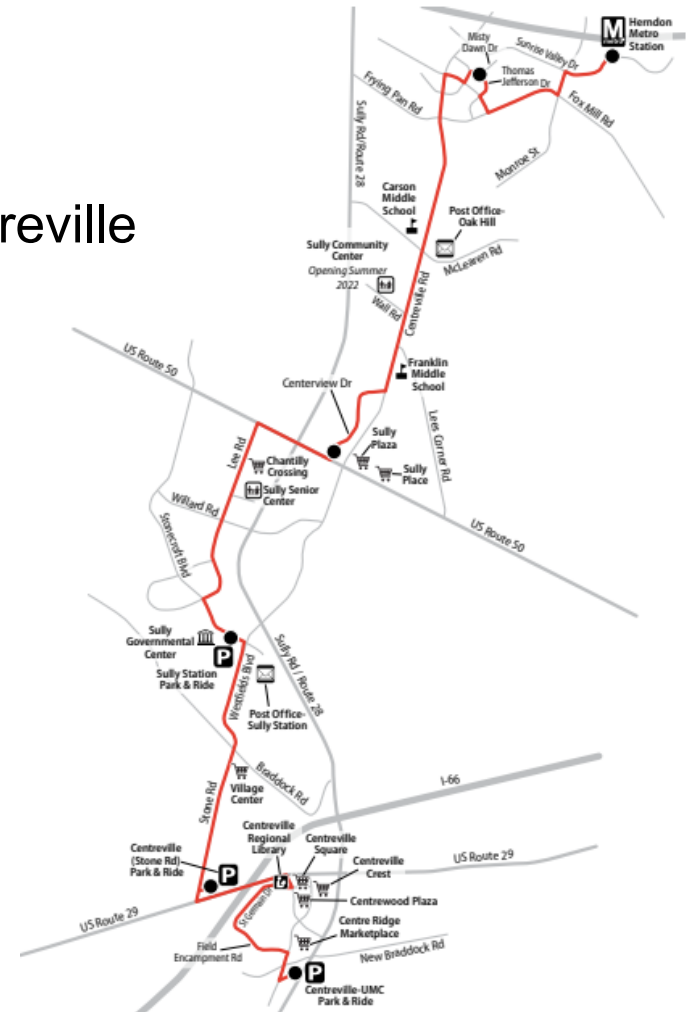 Herndon
Metro
Station
M
metro
Misty
Dawn Dr
Sunrise Valley Dr
Thomas
Jefferson Dr
Frying Pan Rd
Fox Mill Rd
Sully Rd/Route 28
Monroe St
Carson
Middle
School
Post Office-
Oak Hill
reville
Sully Community
Center
Opening Summer
2022
McLearen Rd
Wall Rd
Centreville Rd
US Route 50
Franklin
Middle
School
Centerview Dr
Lees Corner Rd
Sully
Plaza
Lee Rd
Chantilly
Crossing
Sully
Place
Sully Senior
Center
Willard Rd
US Route 50
Stonecroft Blvd
Sully
Governmental
Center
P
Sully Station
Park & Ride
Westfields Blvd
Sully Rd / Route 28
Post Office-
Sully Station
Braddock Rd
I-66
Village
Center
Stone Rd
Centreville
(Stone Rd)
Park & Ride
P
Centreville
Regional
Library
Centreville
Square
Centreville
Crest
US Route 29
Centrewood Plaza
US Route 29
St Germain Dr
Centre Ridge
Marketplace
Field
Encampment Rd
New Braddock Rd
P
Centreville-UMC
Park & Ride